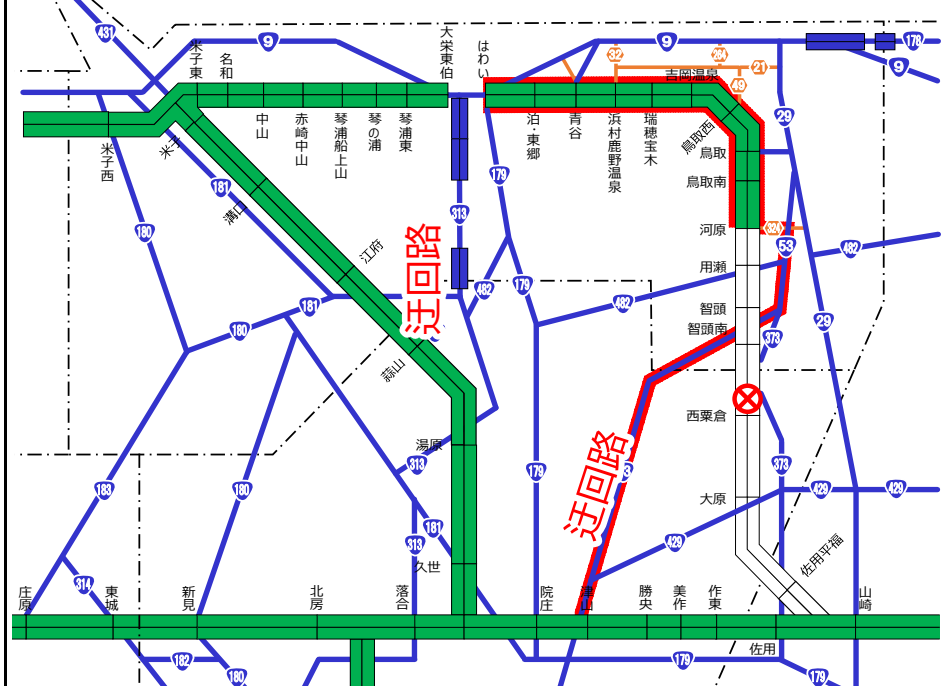 431
9
米子東
名和
大栄東伯
はわい
32
9
284
178
21
9
吉岡温泉
49
29
中山
赤碕中山
琴浦船上山
琴の浦
琴浦東
泊・東郷
青谷
浜村鹿野温泉
瑞穂宝木
鳥取西
米子
米子西
鳥取
鳥取南
181
溝口
179
313
180
河原
324
53
482
江府
迂回路
用瀬
482
179
482
181
180
智頭
29
智頭南
373
蒜山
西粟倉
湯原
313
迂回路
179
373
183
180
大原
429
429
181
313
429
佐用平福
久世
314
庄原
東城
新見
北房
落合
院庄
津山
勝央
美作
作東
山崎
佐用
182
180
179
179